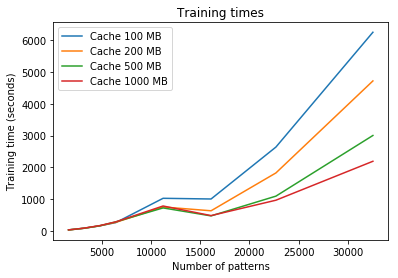 Training times
Cache 100 MB
Cache 200 MB
Cache 500 MB
Cache 1000 MB
Training time (seconds)
6000
5000
4000
3000
2000
1000
0
5000 10000 15000 20000 25000 30000
Number of patterns